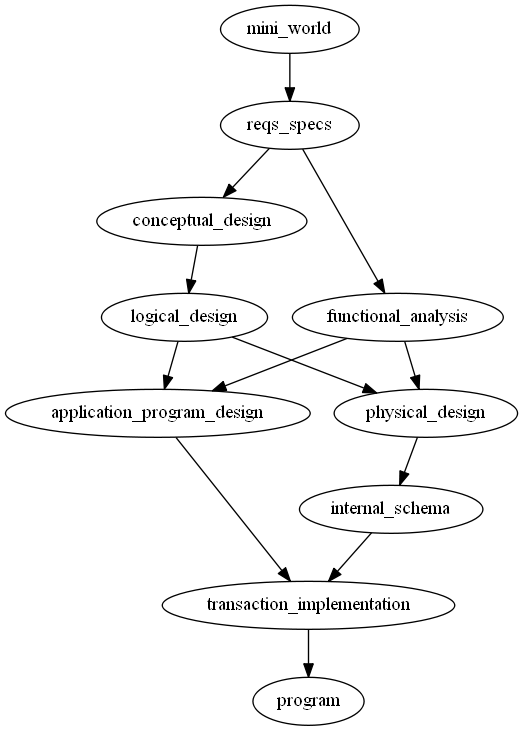 mini_world
reqs_specs
conceptual_design
logical_design
functional_analysis
application_program_design
physical_design
internal_schema
transaction_implementation
program